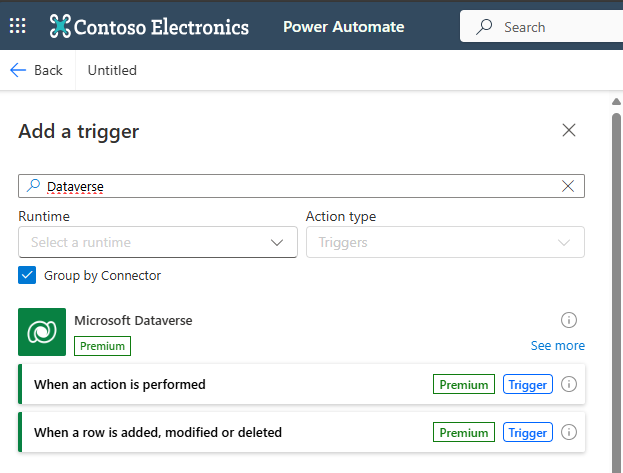 Contoso Electronics Power Automate Search
Back Untitled
Add a trigger
Dataverse
Runtime Action type
Select a runtime Triggers
Group by Connector
Microsoft Dataverse
Premium
See more
When an action is performed Premium Trigger
When a row is added, modified or deleted Premium Trigger